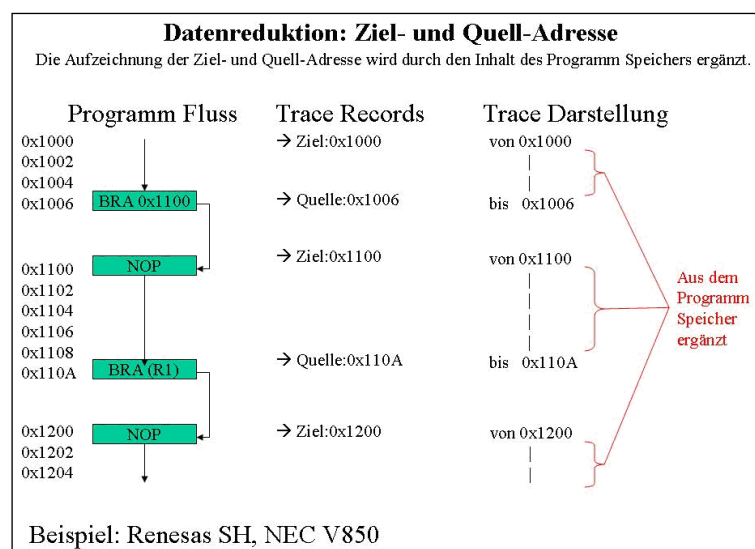 Datenreduktion: Ziel- und Quell-Adresse
Die Aufzeichnung der Ziel- und Quell-Adresse wird durch den Inhalt des Programm Speichers ergänzt.
Programm Fluss
0x1000
0x1002
0x1004
0x1006
BRA 0x1100
0x1100
NOP
0x1102
0x1104
0x1106
0x1108
0x110A
BRA (R1)
0x1200
NOP
0x1202
0x1204
Trace Records
→ Ziel:0x1000
→ Quelle:0x1006
→ Ziel:0x1100
→ Quelle:0x110A
→ Ziel:0x1200
Trace Darstellung
von 0x1000
bis 0x1006
von 0x1100
bis 0x110A
von 0x1200
Aus dem
Programm
Speicher
ergänzt
Beispiel: Renesas SH, NEC V850